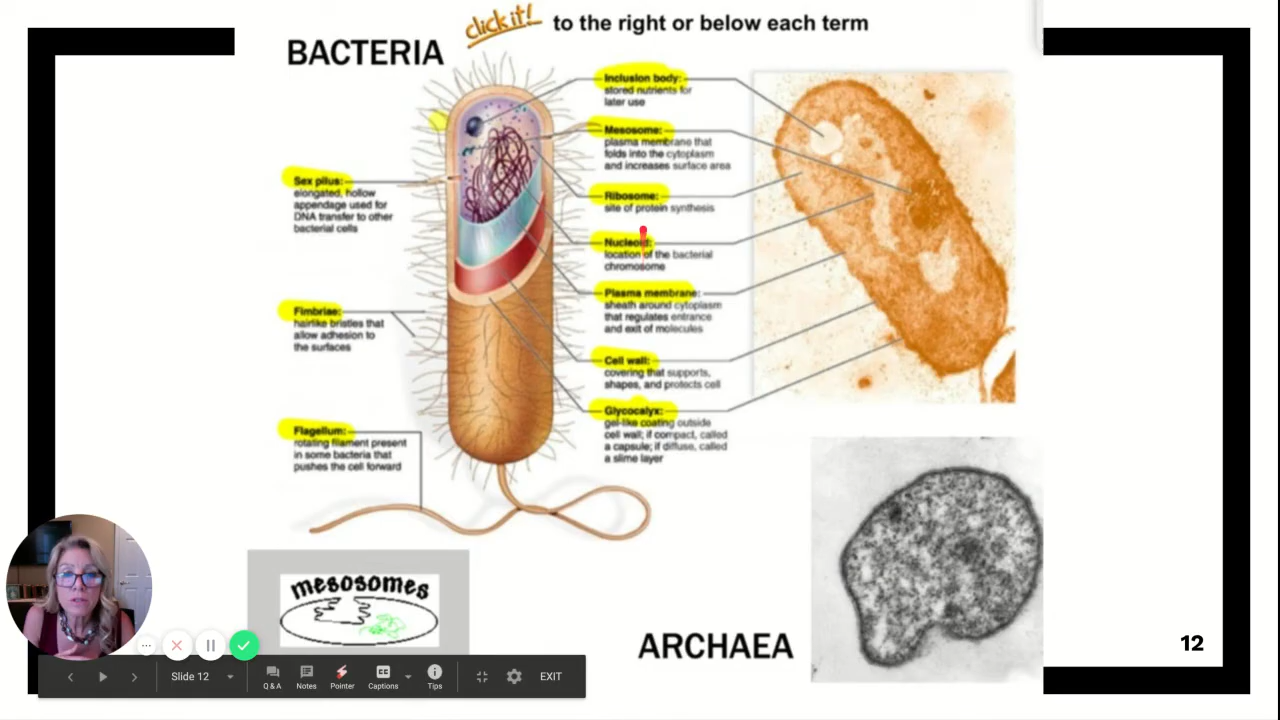 click it! to the right or below each term
BACTERIA
Inclusion body:
stored nutrients for
later use
Mesosome:
plasma membrane that
folds into the cytoplasm
and increases surface area
Sex pilus:
elongated, hollow
appendage used for
DNA transfer to other
bacterial cells
Ribosome:
site of protein synthesis
Nucleoid:
location of the bacterial
chromosome
Plasma membrane:
sheath around cytoplasm
that regulates entrance
and exit of molecules
Fimbriae:
hairlike bristles that
allow adhesion to
the surfaces
Cell wall:
covering that supports,
shapes, and protects cell
Glycocalyx:
gel-like coating outside
cell wall; if compact, called
a capsule; if diffuse, called
a slime layer
Flagellum:
rotating filament present
in some bacteria that
pushes the cell forward
mesosomes
ARCHAEA
12
Slide 12
Q & A
Notes
Pointer
CC
Captions
Tips
EXIT